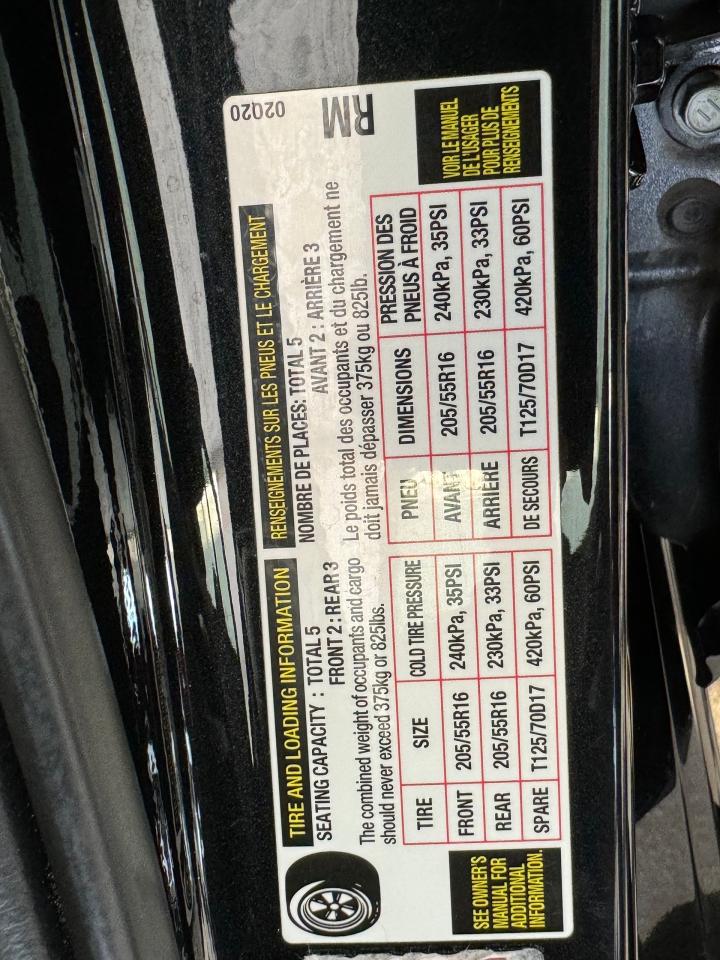 TIRE AND LOADING INFORMATION
SEATING CAPACITY : TOTAL 5
FRONT 2 : REAR 3
The combined weight of occupants and cargo
should never exceed 375kg or 825lbs.
TIRE SIZE COLD TIRE PRESSURE
FRONT 205/55R16 240kPa, 35PSI
REAR 205/55R16 230kPa, 33PSI
SPARE T125/70D17 420kPa, 60PSI
SEE OWNER'S
MANUAL FOR
ADDITIONAL
INFORMATION.
RENSEIGNEMENTS SUR LES PNEUS ET LE CHARGEMENT
NOMBRE DE PLACES: TOTAL 5
AVANT 2 : ARRIÈRE 3
Le poids total des occupants et du chargement ne
doit jamais dépasser 375kg ou 825lb.
PNEU DIMENSIONS PRESSION DES
PNEUS À FROID
AVANT 205/55R16 240kPa, 35PSI
ARRIÈRE 205/55R16 230kPa, 33PSI
DE SECOURS T125/70D17 420kPa, 60PSI
02Q20
RM
VOIR LE MANUEL
DE L'USAGER
POUR PLUS DE
RENSEIGNEMENTS